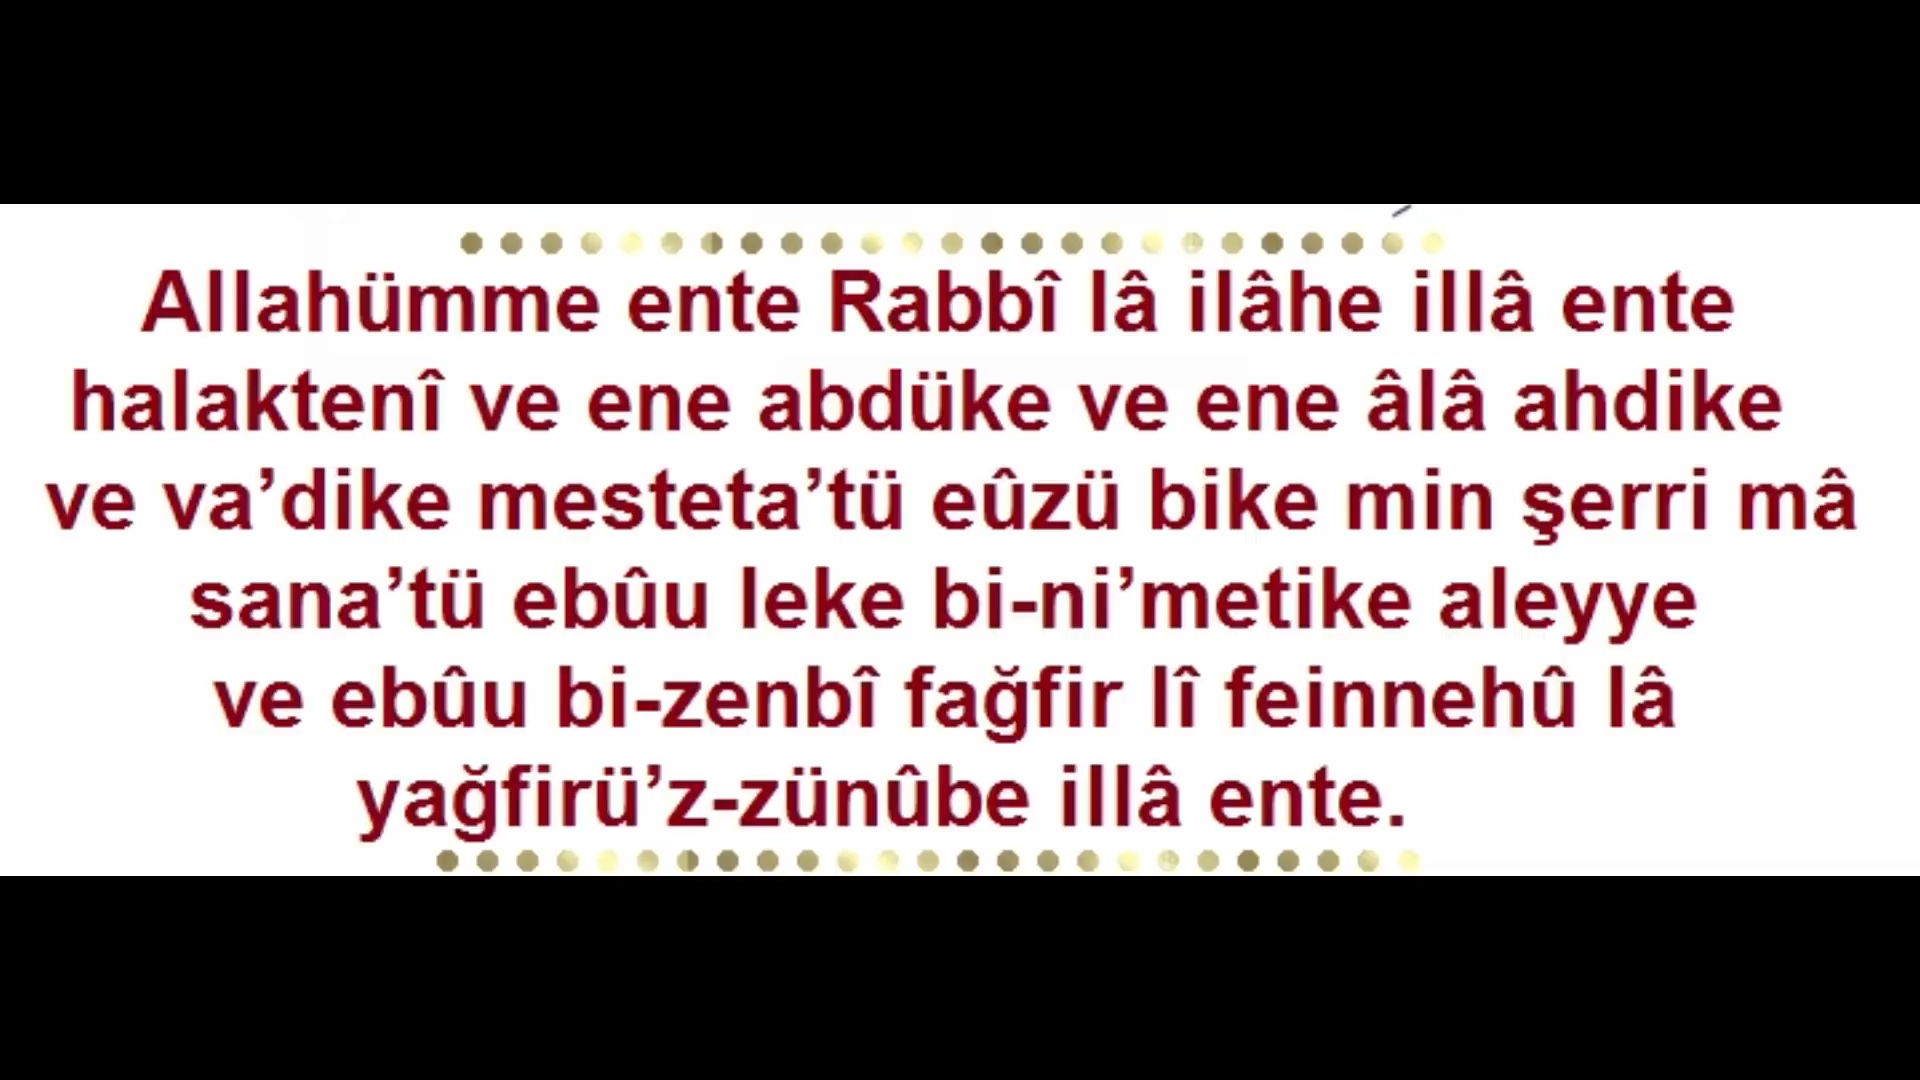 Allahümme ente Rabbî lâ ilâhe illâ ente
halaktenî ve ene abdüke ve ene âlâ ahdike
ve va’dike mesteta’tü eûzü bike min şerri mâ
sana’tü ebûu leke bi-ni’metike aleyye
ve ebûu bi-zenbî fağfir lî feinnehû lâ
yağfirü’z-zünûbe illâ ente.